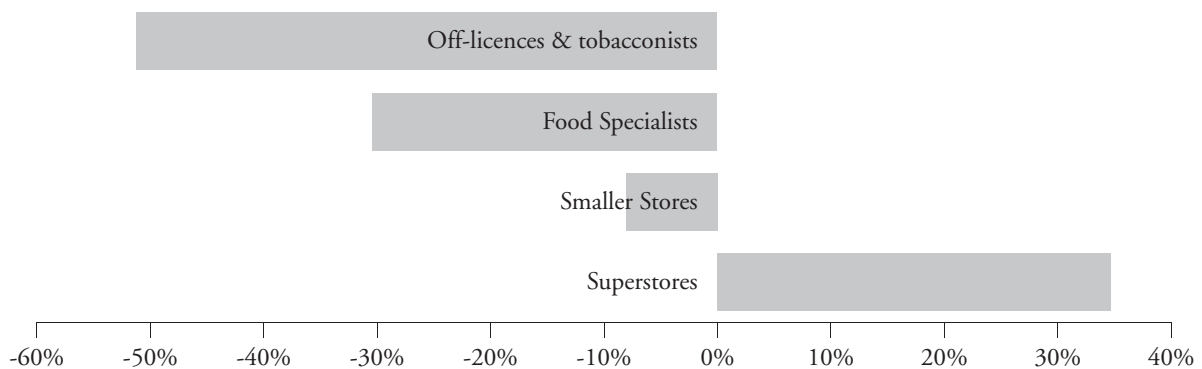 Off-licences & tobacconists
Food Specialists
Smaller Stores
Superstores
-60% -50% -40% -30% -20% -10% 0% 10% 20% 30% 40%